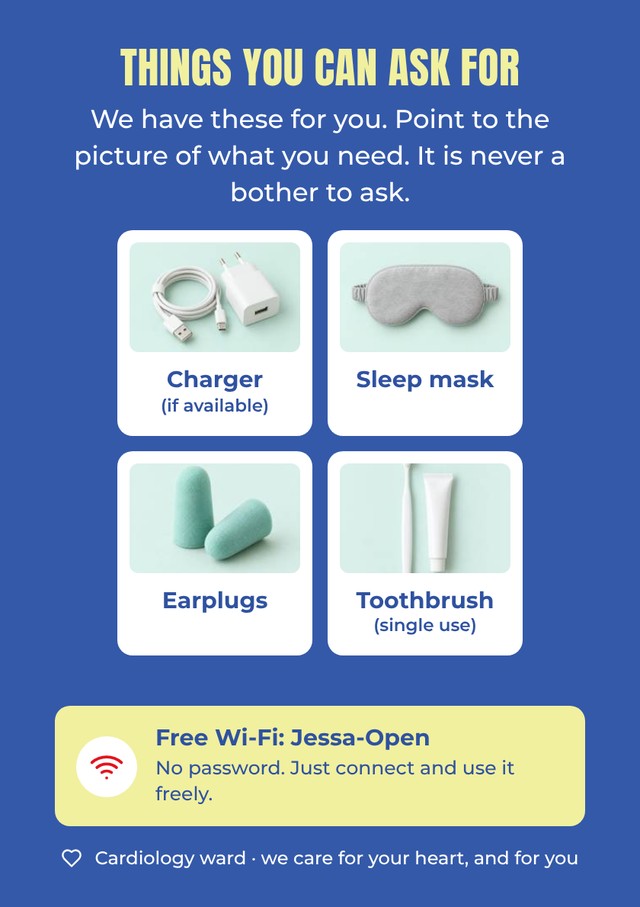 THINGS YOU CAN ASK FOR
We have these for you. Point to the
picture of what you need. It is never a
bother to ask.
Charger
(if available)
Sleep mask
Earplugs
Toothbrush
(single use)
Free Wi-Fi: Jessa-Open
No password. Just connect and use it
freely.
Cardiology ward · we care for your heart, and for you